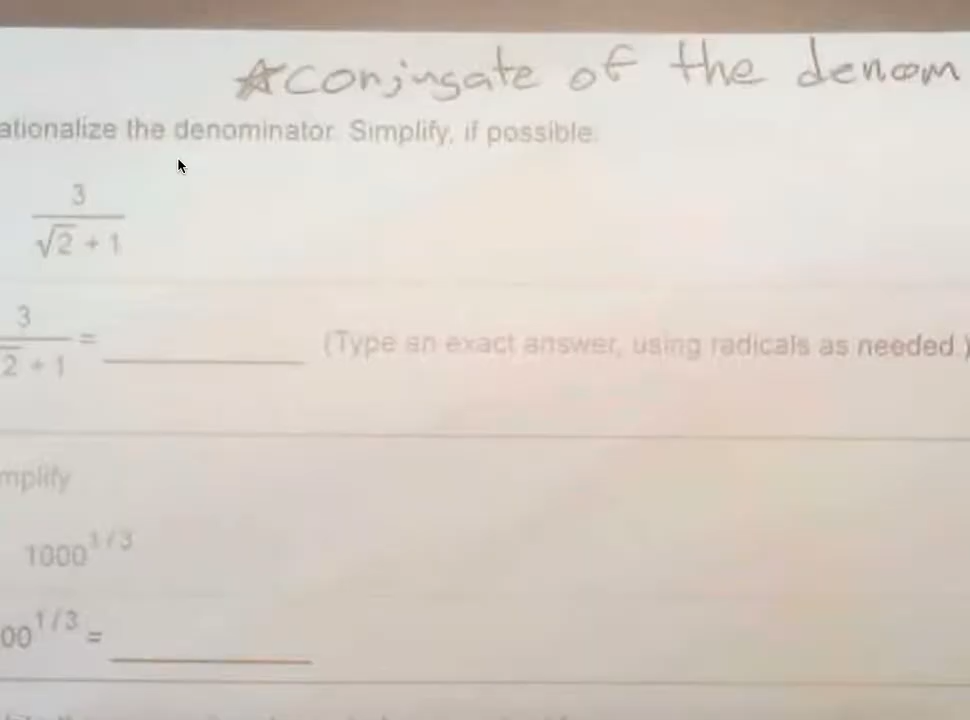 ☆ conjugate of the denom
ationalize the denominator. Simplify, if possible.
3
√2 + 1
3
2 + 1 = (Type an exact answer, using radicals as needed.)
mplify
1000^1/3
00^1/3 =